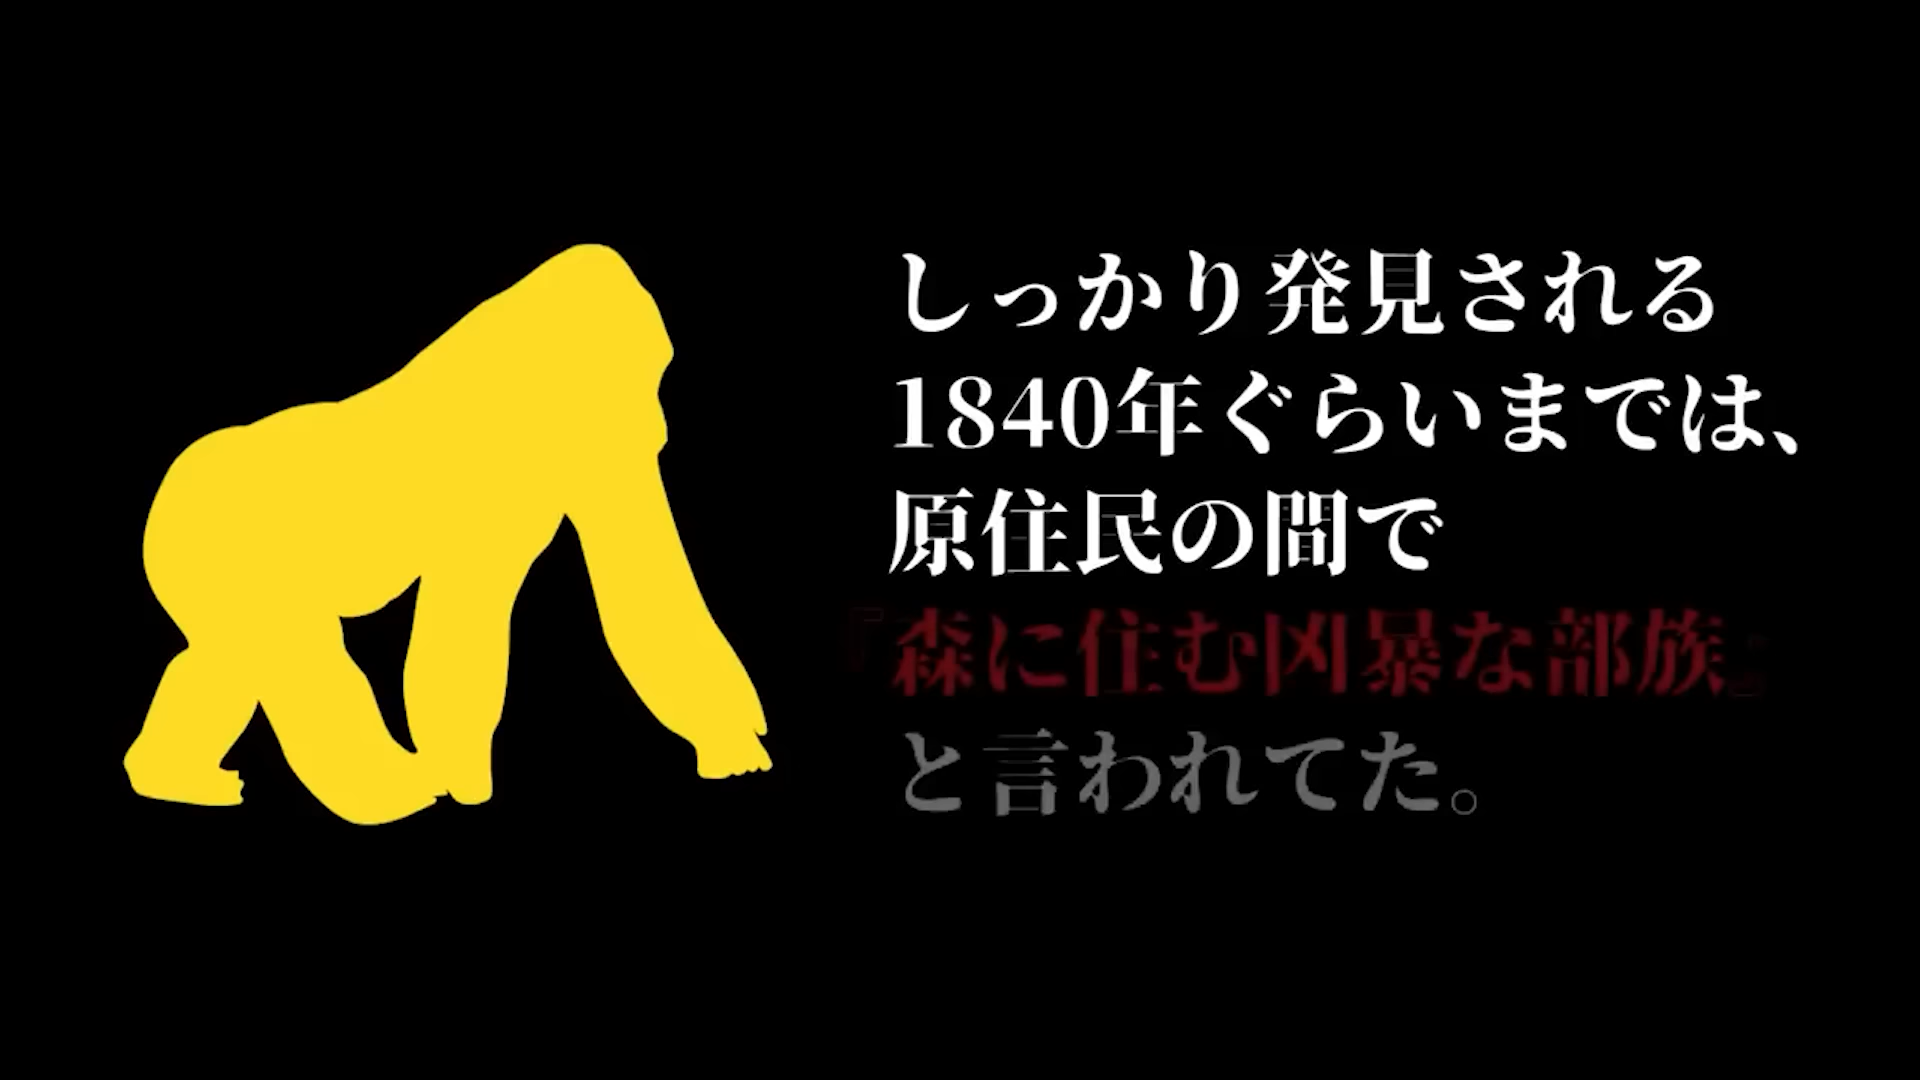 しっかり発見される
1840年ぐらいまでは、
原住民の間で
『森に住む凶暴な部族』
と言われてた。